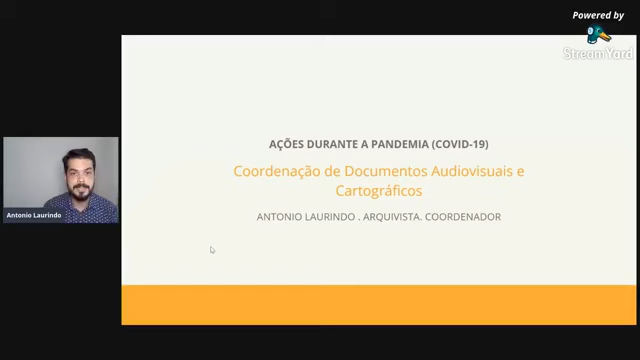 Powered by
StreamYard
AÇÕES DURANTE A PANDEMIA (COVID-19)
Coordenação de Documentos Audiovisuais e
Cartográficos
ANTONIO LAURINDO . ARQUIVISTA. COORDENADOR
Antonio Laurindo